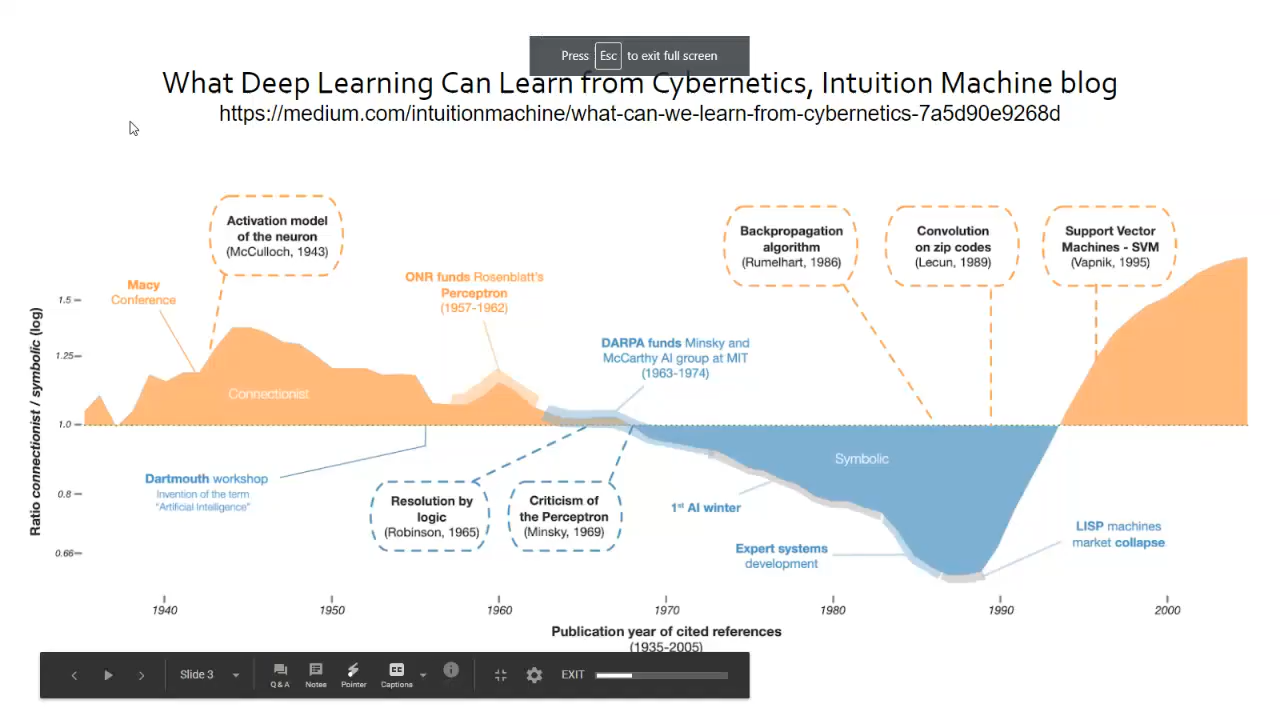 Press Esc to exit full screen
What Deep Learning Can Learn from Cybernetics, Intuition Machine blog
https://medium.com/intuitionmachine/what-can-we-learn-from-cybernetics-7a5d90e9268d
Activation model
of the neuron
(McCulloch, 1943)
Backpropagation
algorithm
(Rumelhart, 1986)
Convolution
on zip codes
(Lecun, 1989)
Support Vector
Machines - SVM
(Vapnik, 1995)
Macy
Conference
ONR funds Rosenblatt's
Perceptron
(1957-1962)
DARPA funds Minsky and
McCarthy AI group at MIT
(1963-1974)
Ratio connectionist / symbolic (log)
1.5
1.25
1.0
0.8
0.66
Connectionist
Symbolic
Dartmouth workshop
Invention of the term
"Artificial Intelligence"
Resolution by
logic
(Robinson, 1965)
Criticism of
the Perceptron
(Minsky, 1969)
1st AI winter
Expert systems
development
LISP machines
market collapse
1940
1950
1960
1970
1980
1990
2000
Publication year of cited references
(1935-2005)
Slide 3
Q&A
Notes
Pointer
CC
Captions
EXIT